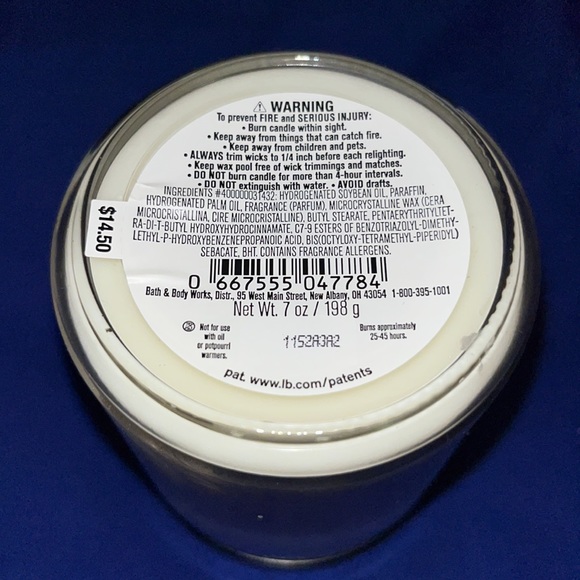 ⚠ WARNING
To prevent FIRE and SERIOUS INJURY:
• Burn candle within sight.
• Keep away from things that can catch fire.
• Keep away from children and pets.
• ALWAYS trim wicks to 1/4 inch before each relighting.
• Keep wax pool free of wick trimmings and matches.
• DO NOT burn candle for more than 4-hour intervals.
• DO NOT extinguish with water. • AVOID drafts.
INGREDIENTS #400000031432: HYDROGENATED SOYBEAN OIL, PARAFFIN,
HYDROGENATED PALM OIL, FRAGRANCE (PARFUM), MICROCRYSTALLINE WAX (CERA
MICROCRISTALLINA, CIRE MICROCRISTALLINE), BUTYL STEARATE, PENTAERYTHRITYLTET-
RA-DI-T-BUTYL HYDROXYHYDROCINNAMATE, C7-9 ESTERS OF BENZOTRIAZOLYL-DIMETHY-
LETHYL-P-HYDROXYBENZENEPROPANOIC ACID, BIS(OCTYLOXY-TETRAMETHYL-PIPERIDYL)
SEBACATE, BHT. CONTAINS FRAGRANCE ALLERGENS.
$14.50
0 667555 047784
Bath & Body Works, Distr., 95 West Main Street, New Albany, OH 43054 1-800-395-1001
Net Wt. 7 oz / 198 g
Not for use
with oil
or potpourri
warmers.
1152A3A2
Burns approximately
25-45 hours.
pat. www.lb.com/patents